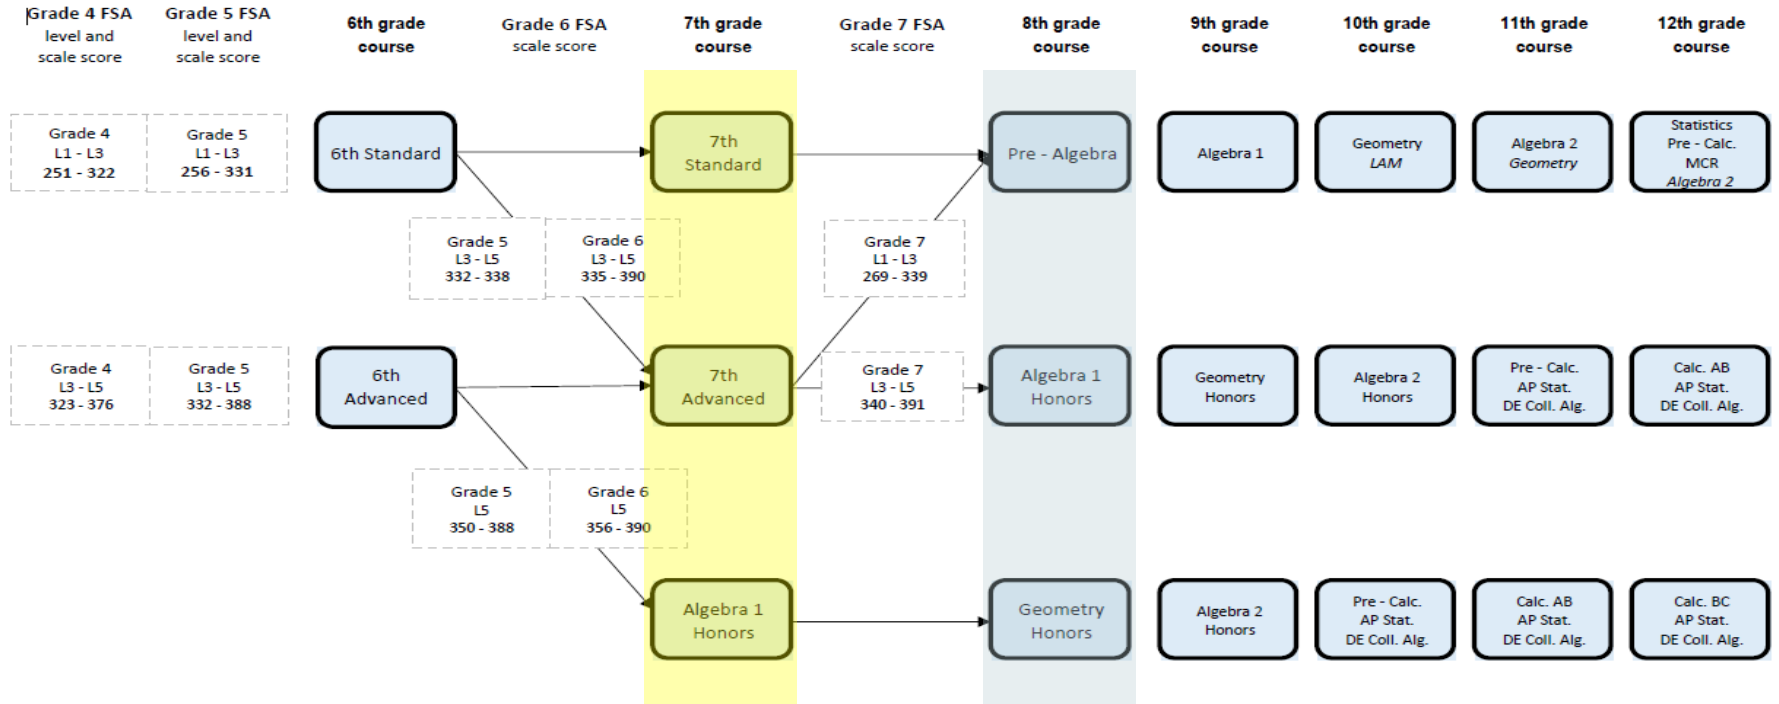 Grade 4 FSA
level and
scale score
Grade 5 FSA
level and
scale score
6th grade
course
Grade 6 FSA
scale score
7th grade
course
Grade 7 FSA
scale score
8th grade
course
9th grade
course
10th grade
course
11th grade
course
12th grade
course
Grade 4
L1 - L3
251 - 322
Grade 5
L1 - L3
256 - 331
6th Standard
7th
Standard
Pre - Algebra
Algebra 1
Geometry
LAM
Algebra 2
Geometry
Statistics
Pre - Calc.
MCR
Algebra 2
Grade 5
L3 - L5
332 - 338
Grade 6
L3 - L5
335 - 390
Grade 7
L1 - L3
269 - 339
Grade 4
L3 - L5
323 - 376
Grade 5
L3 - L5
332 - 388
6th
Advanced
7th
Advanced
Grade 7
L3 - L5
340 - 391
Algebra 1
Honors
Geometry
Honors
Algebra 2
Honors
Pre - Calc.
AP Stat.
DE Coll. Alg.
Calc. AB
AP Stat.
DE Coll. Alg.
Grade 5
L5
350 - 388
Grade 6
L5
356 - 390
Algebra 1
Honors
Geometry
Honors
Algebra 2
Honors
Pre - Calc.
AP Stat.
DE Coll. Alg.
Calc. AB
AP Stat.
DE Coll. Alg.
Calc. BC
AP Stat.
DE Coll. Alg.